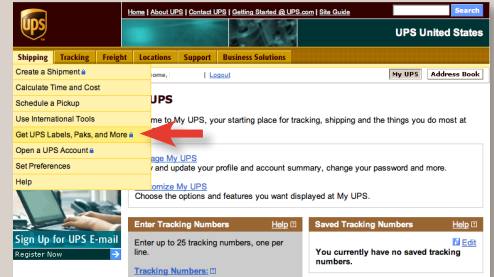 ups
Home | About UPS | Contact UPS | Getting Started @ UPS.com | Site Guide
Search
UPS United States
Shipping Tracking Freight Locations Support Business Solutions
Create a Shipment
ome, | Logout
My UPS Address Book
Calculate Time and Cost
Schedule a Pickup
UPS
Use International Tools
me to My UPS, your starting place for tracking, shipping and the things you do most at
Get UPS Labels, Paks, and More
Open a UPS Account
age My UPS
Set Preferences
and update your profile and account summary, change your password and more.
Help
tomize My UPS
Choose the options and features you want displayed at My UPS.
Enter Tracking Numbers Help
Saved Tracking Numbers Help
Sign Up for UPS E-mail
Register Now
Enter up to 25 tracking numbers, one per
line.
Tracking Numbers:
Edit
You currently have no saved tracking
numbers.